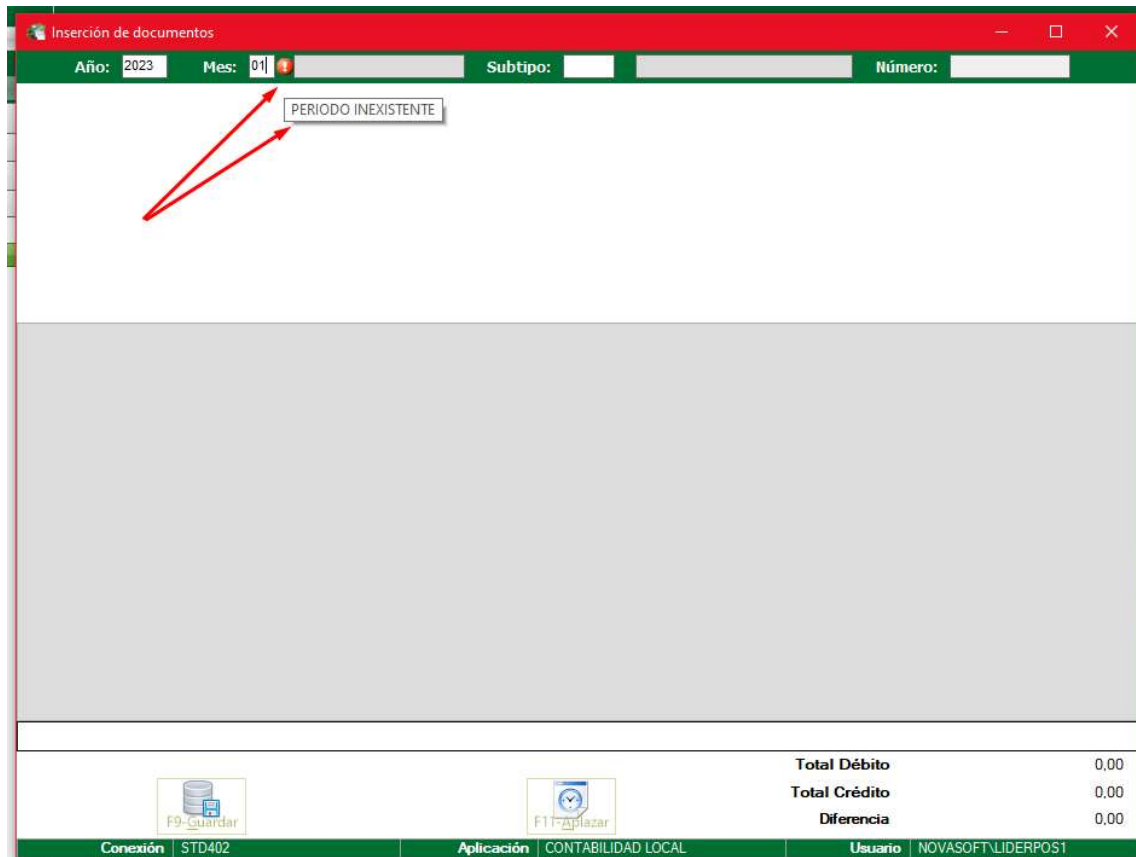 Inserción de documentos
Año: 2023 Mes: 01 Subtipo: Número:
PERIODO INEXISTENTE
Total Débito 0,00
Total Crédito 0,00
Diferencia 0,00
F9-Guardar F11-Aplazar
Conexión STD402 Aplicación CONTABILIDAD LOCAL Usuario NOVASOFT\LIDERPOS1